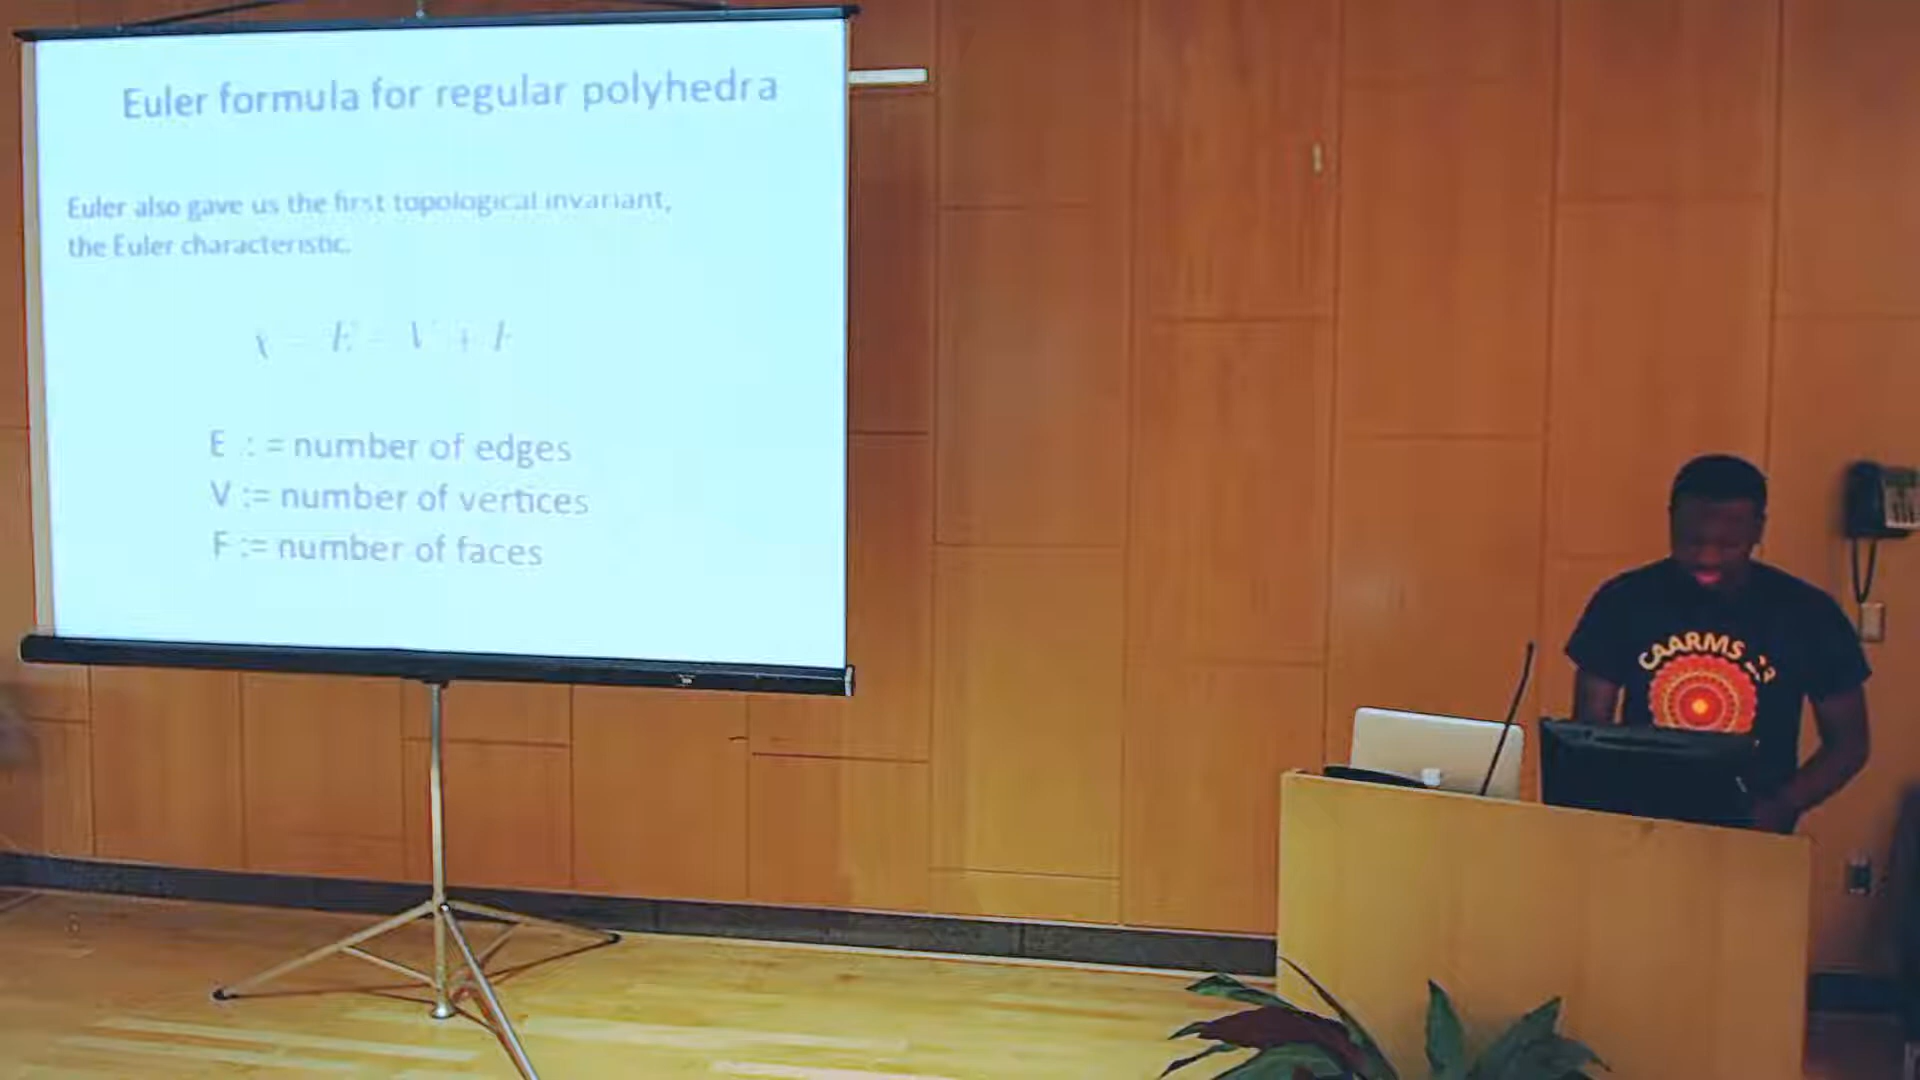 Euler formula for regular polyhedra
Euler also gave us the first topological invariant,
the Euler characteristic.
E - V + F
E := number of edges
V := number of vertices
F := number of faces
CAARMS